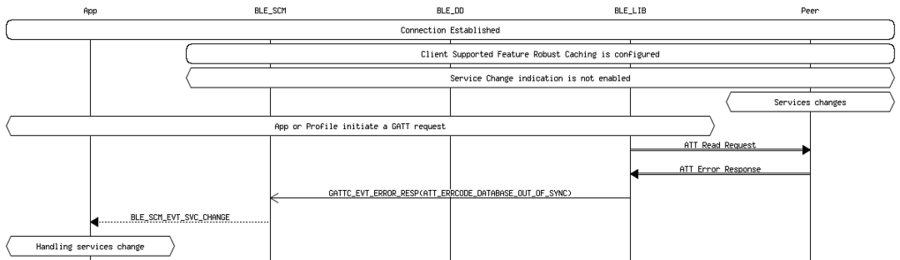 App BLE_SCM BLE_DD BLE_LIB Peer
Connection Established
Client Supported Feature Robust Caching is configured
Service Change indication is not enabled
Services changes
App or Profile initiate a GATT request
ATT Read Request
ATT Error Response
GATTC_EVT_ERROR_RESP(ATT_ERRCODE_DATABASE_OUT_OF_SYNC)
BLE_SCM_EVT_SVC_CHANGE
Handling services change